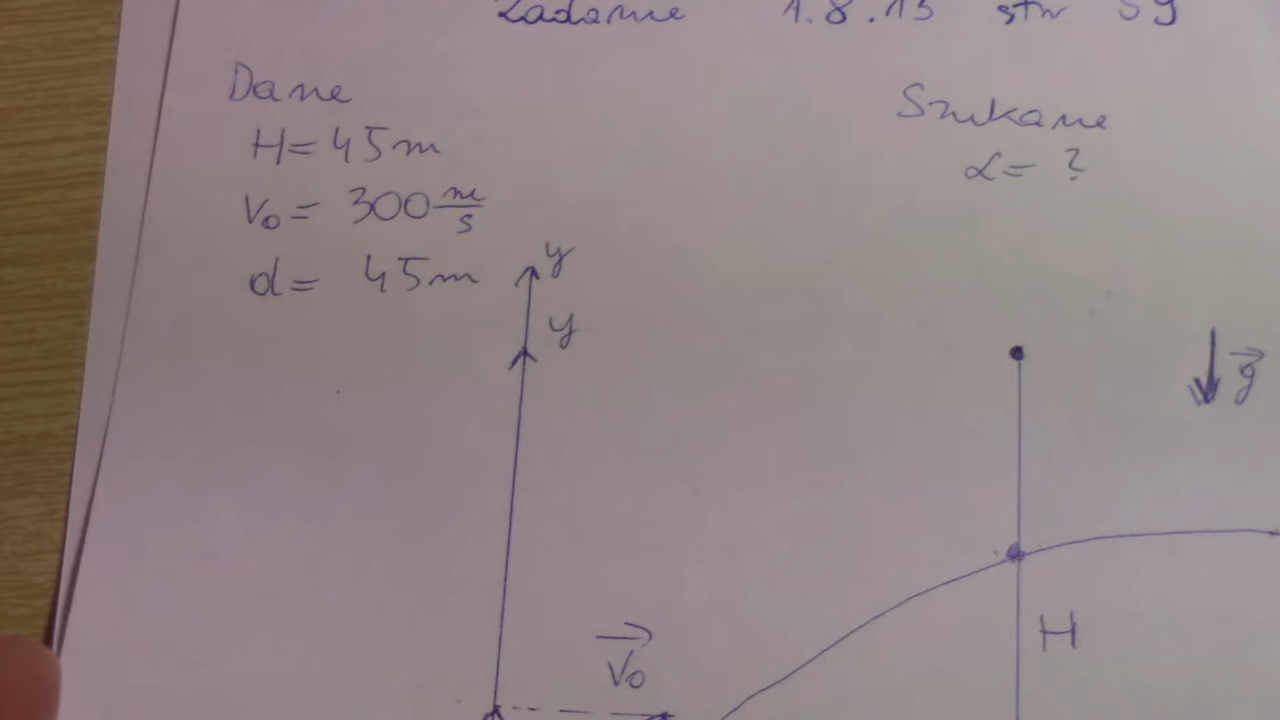 Zadanie 1.8.13 str 59
Dane
Szukane
H = 45m
α = ?
V₀ = 300 m/s
d = 45m
y
y
g
H
V₀